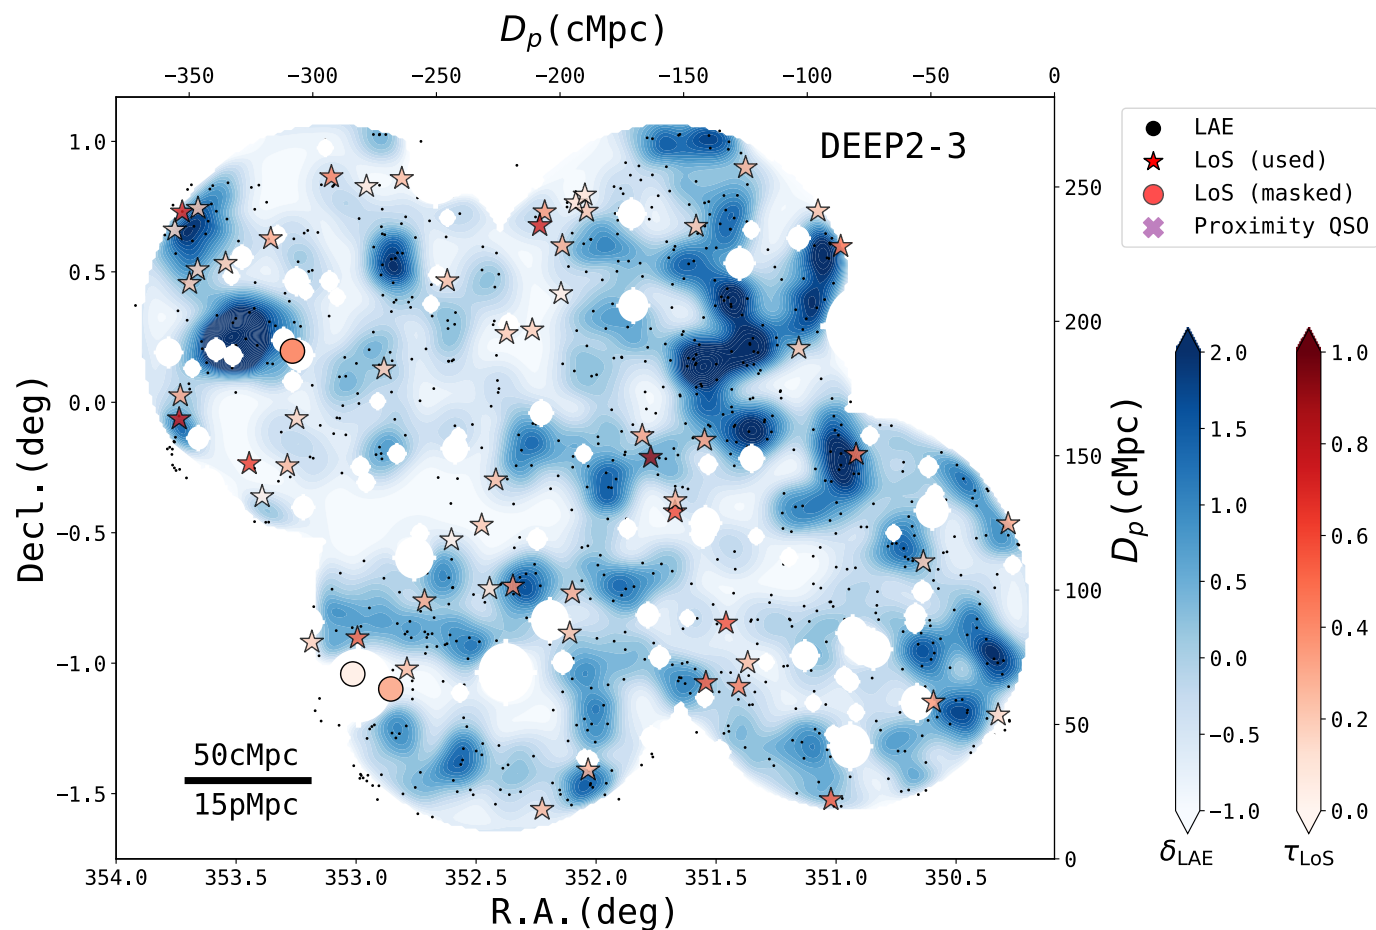 D_p(cMpc)
−350 −300 −250 −200 −150 −100 −50 0
DEEP2-3
LAE
LoS (used)
LoS (masked)
Proximity QSO
Decl.(deg)
1.0
0.5
0.0
−0.5
−1.0
−1.5
250
200
150
100
50
0
D_p(cMpc)
50cMpc
15pMpc
354.0 353.5 353.0 352.5 352.0 351.5 351.0 350.5
R.A.(deg)
2.0
1.5
1.0
0.5
0.0
−0.5
−1.0
δ_LAE
1.0
0.8
0.6
0.4
0.2
0.0
τ_LoS